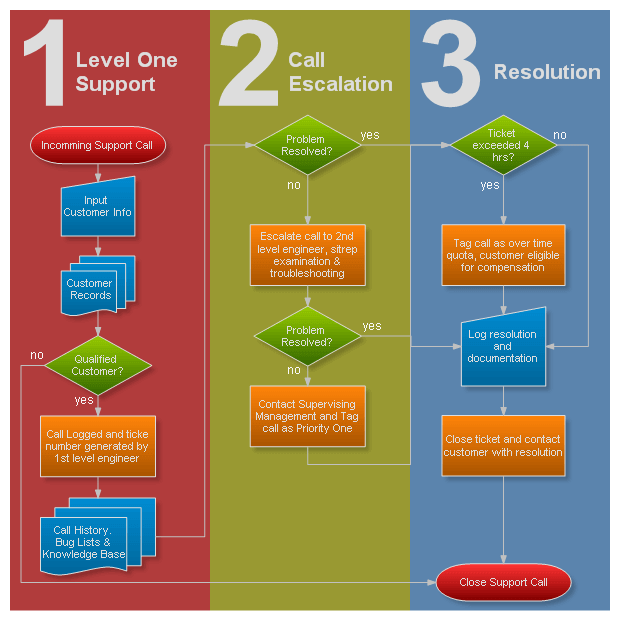 1
Level One
Support
Incomming Support Call
Input
Customer Info
Customer
Records
no
Qualified
Customer?
yes
Call Logged and ticke
number generated by
1st level engineer
Call History.
Bug Lists &
Knowledge Base
2
Call
Escalation
Problem
Resolved?
yes
no
Escalate call to 2nd
level engineer, sitrep
examination &
troubleshooting
Problem
Resolved?
yes
no
Contact Supervising
Management and Tag
call as Priority One
3
Resolution
Ticket
exceeded 4
hrs?
no
yes
Tag call as over time
quota, customer eligible
for compensation
Log resolution
and
documentation
Close ticket and contact
customer with resolution
Close Support Call